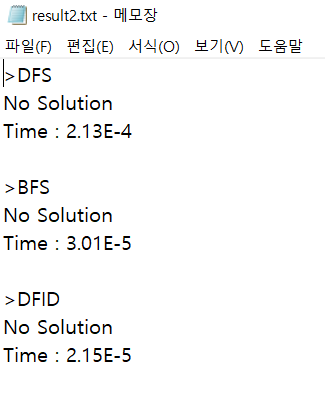 result2.txt - 메모장
파일(F) 편집(E) 서식(O) 보기(V) 도움말
>DFS
No Solution
Time : 2.13E-4
>BFS
No Solution
Time : 3.01E-5
>DFID
No Solution
Time : 2.15E-5